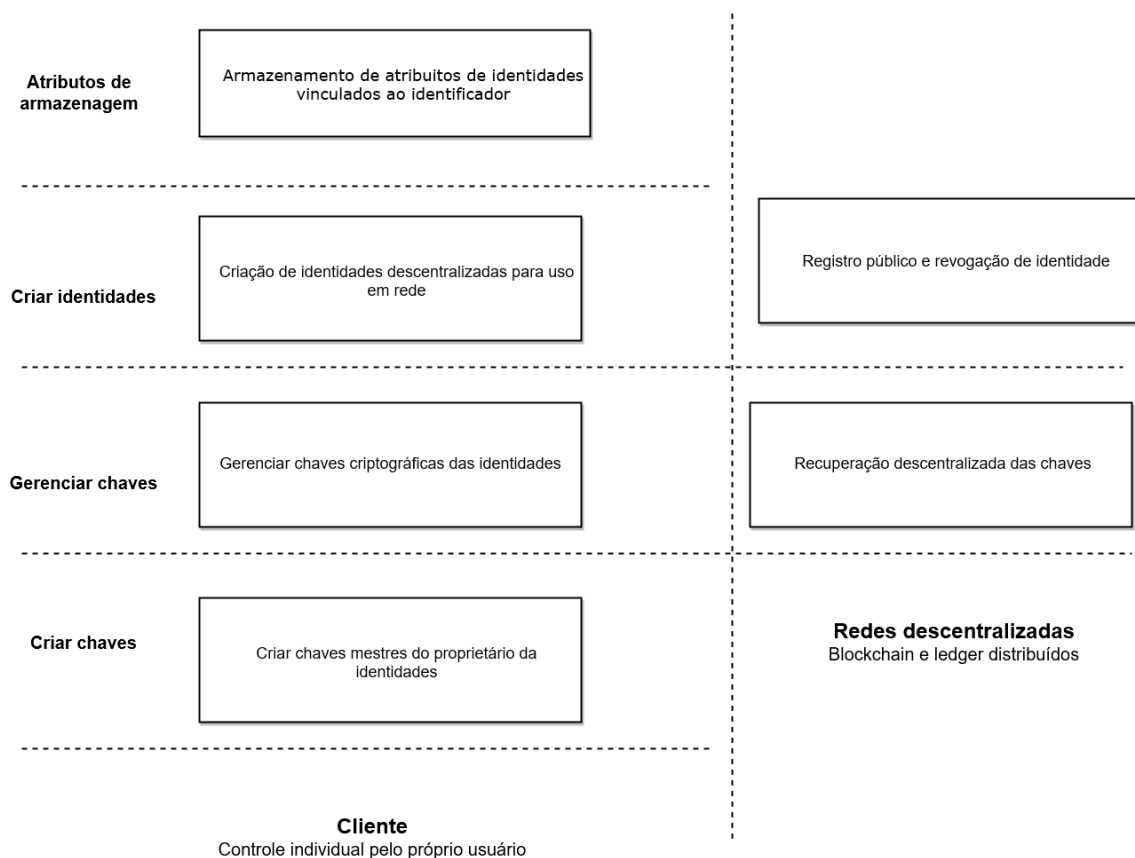 Atributos de
armazenagem
Armazenamento de atribuitos de identidades
vinculados ao identificador
Criar identidades
Criação de identidades descentralizadas para uso
em rede
Registro público e revogação de identidade
Gerenciar chaves
Gerenciar chaves criptográficas das identidades
Recuperação descentralizada das chaves
Criar chaves
Criar chaves mestres do proprietário da
identidades
Redes descentralizadas
Blockchain e ledger distribuídos
Cliente
Controle individual pelo próprio usuário